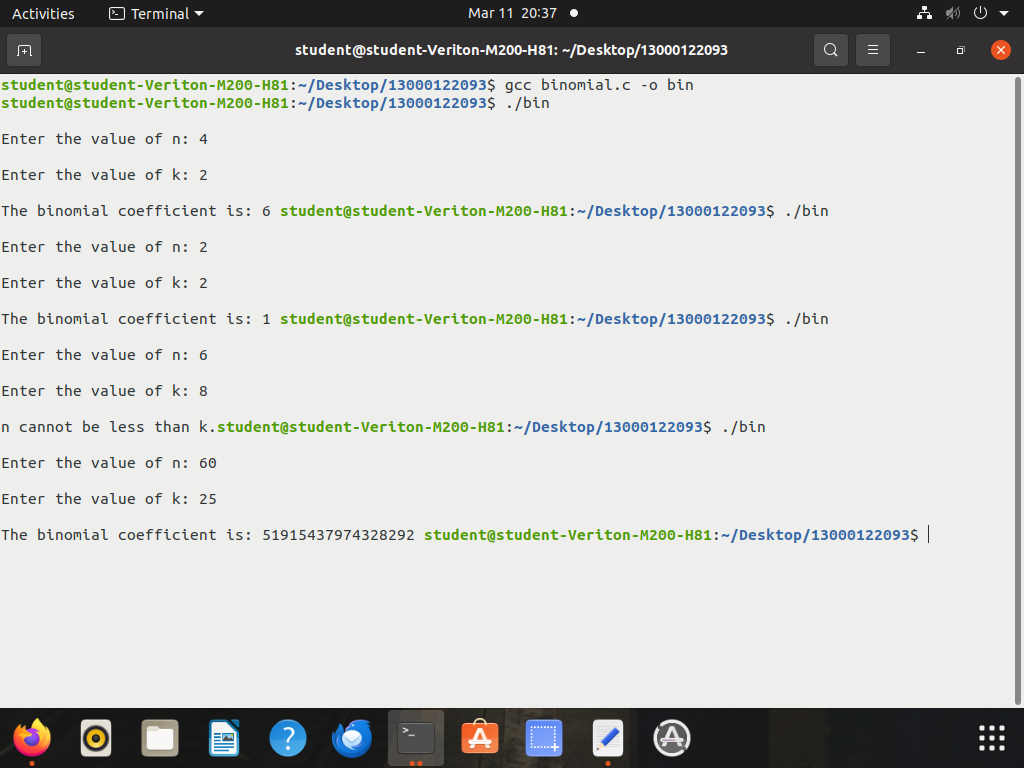 Activities Terminal Mar 11 20:37
student@student-Veriton-M200-H81: ~/Desktop/13000122093
student@student-Veriton-M200-H81:~/Desktop/13000122093$ gcc binomial.c -o bin
student@student-Veriton-M200-H81:~/Desktop/13000122093$ ./bin
Enter the value of n: 4
Enter the value of k: 2
The binomial coefficient is: 6 student@student-Veriton-M200-H81:~/Desktop/13000122093$ ./bin
Enter the value of n: 2
Enter the value of k: 2
The binomial coefficient is: 1 student@student-Veriton-M200-H81:~/Desktop/13000122093$ ./bin
Enter the value of n: 6
Enter the value of k: 8
n cannot be less than k.student@student-Veriton-M200-H81:~/Desktop/13000122093$ ./bin
Enter the value of n: 60
Enter the value of k: 25
The binomial coefficient is: 51915437974328292 student@student-Veriton-M200-H81:~/Desktop/13000122093$